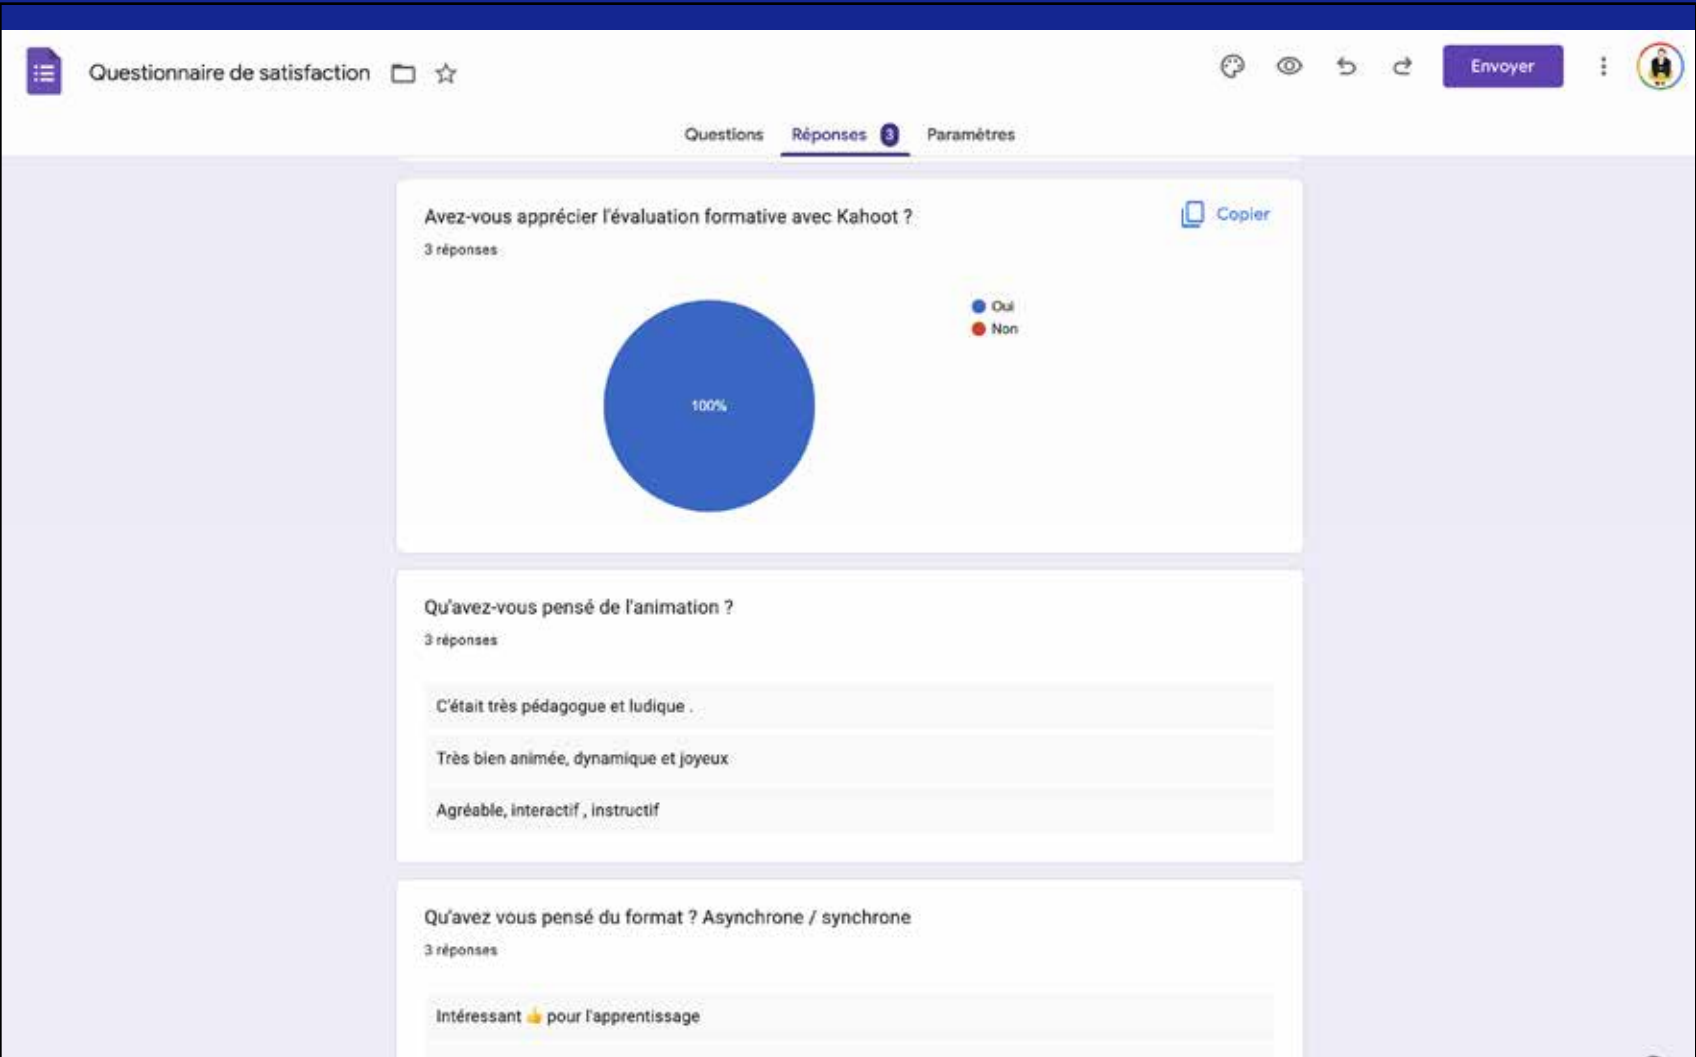 Questionnaire de satisfaction
Envoyer
Questions Réponses 3 Paramètres
Avez-vous apprécier l'évaluation formative avec Kahoot ?
Copier
3 réponses
Oui
Non
100%
Qu'avez-vous pensé de l'animation ?
3 réponses
C'était très pédagogue et ludique .
Très bien animée, dynamique et joyeux
Agréable, interactif , instructif
Qu'avez vous pensé du format ? Asynchrone / synchrone
3 réponses
Intéressant 👍 pour l'apprentissage